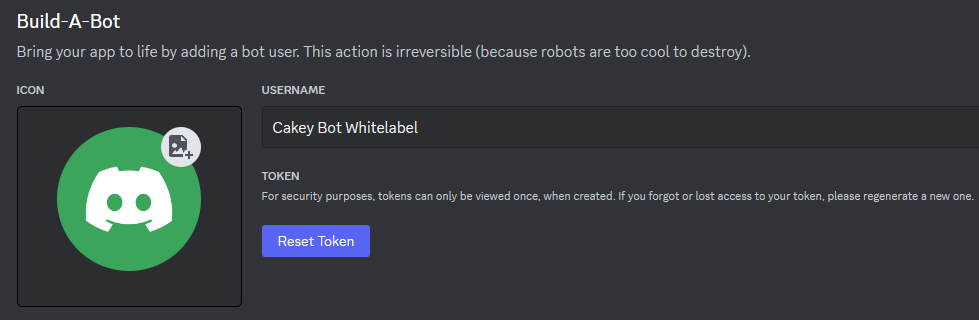 Build-A-Bot
Bring your app to life by adding a bot user. This action is irreversible (because robots are too cool to destroy).
ICON
USERNAME
Cakey Bot Whitelabel
TOKEN
For security purposes, tokens can only be viewed once, when created. If you forgot or lost access to your token, please regenerate a new one.
Reset Token